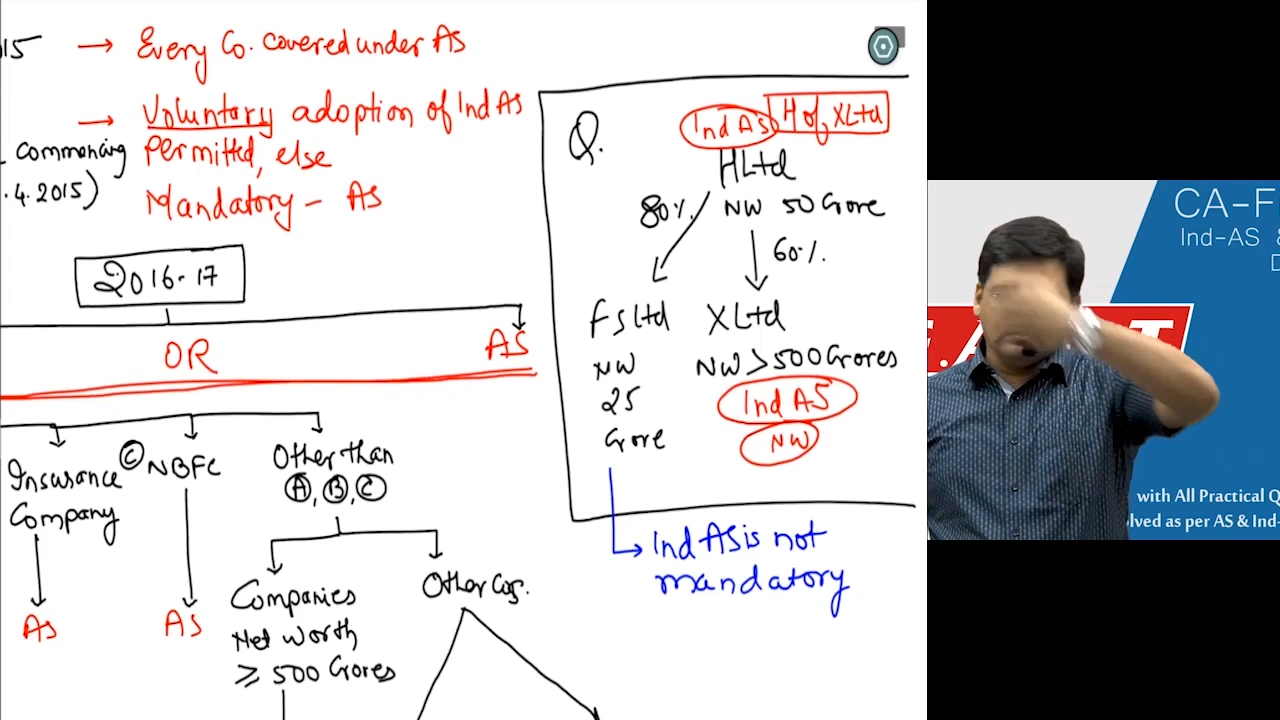 15 → Every Co. covered under AS
→ Voluntary adoption of Ind AS
commencing Permitted, else
.4.2015) Mandatory - AS
2016-17
OR
AS
Insurance
Company
AS
C NBFC
AS
Other than
A, B, C
Companies
Net worth
≥ 500 Crores
Other Cos.
Q.
Ind AS H of X Ltd
H Ltd
NW 50 Crore
80%.
60%.
FS Ltd
NW
25
Crore
X Ltd
NW > 500 Crores
Ind AS
NW
Ind AS is not
mandatory
CA-F
Ind-AS &
D
with All Practical Q
lved as per AS & Ind-